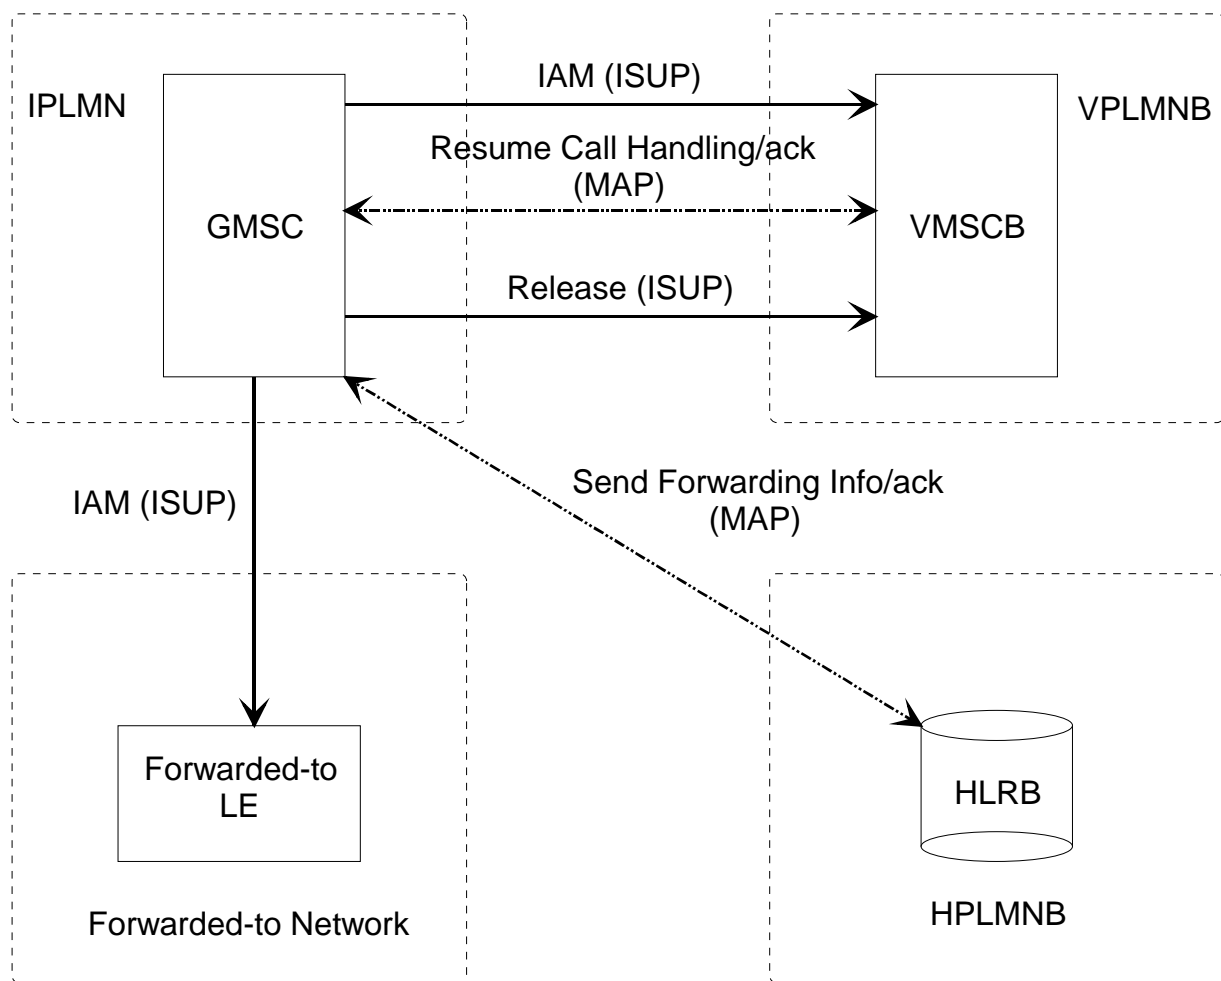 IAM (ISUP)
IPLMN
VPLMNB
Resume Call Handling/ack
(MAP)
GMSC
VMSCB
Release (ISUP)
Send Forwarding Info/ack
(MAP)
IAM (ISUP)
Forwarded-to
LE
HLRB
Forwarded-to Network
HPLMNB